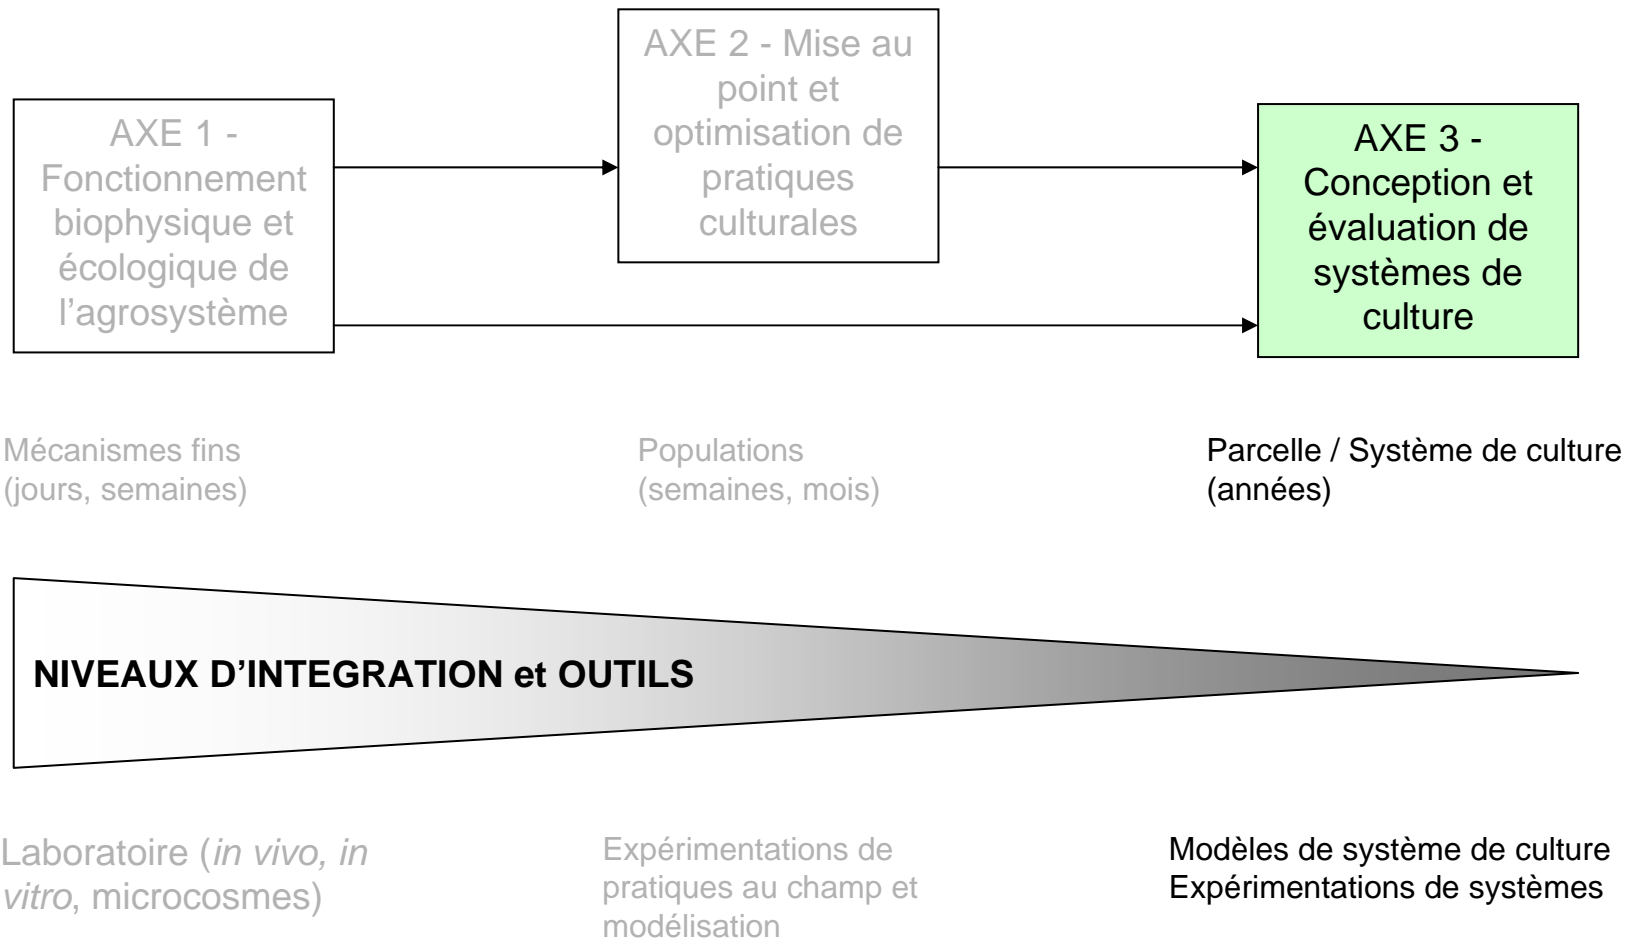 AXE 1 -
Fonctionnement
biophysique et
écologique de
l’agrosystème
AXE 2 - Mise au
point et
optimisation de
pratiques
culturales
AXE 3 -
Conception et
évaluation de
systèmes de
culture
Mécanismes fins
(jours, semaines)
Populations
(semaines, mois)
Parcelle / Système de culture
(années)
NIVEAUX D’INTEGRATION et OUTILS
Laboratoire (in vivo, in
vitro, microcosmes)
Expérimentations de
pratiques au champ et
modélisation
Modèles de système de culture
Expérimentations de systèmes